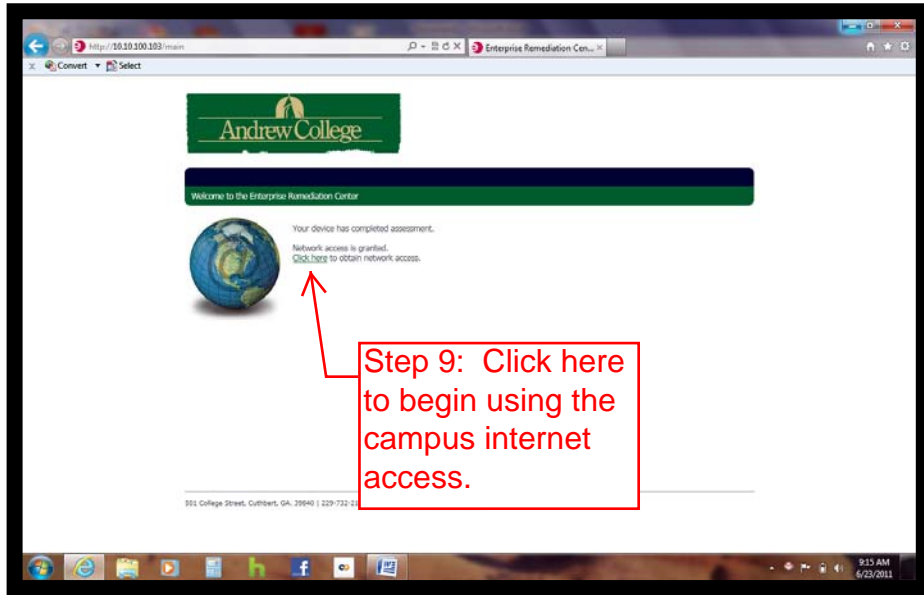 http://10.10.100.103/main
Enterprise Remediation Cen...
x Convert Select
Andrew College
Welcome to the Enterprise Remediation Center
Your device has completed assessment.
Network access is granted.
Click here to obtain network access.
Step 9: Click here
to begin using the
campus internet
access.
College Street, Cuthbert, GA. | 229-732-
9:15 AM
6/23/2011